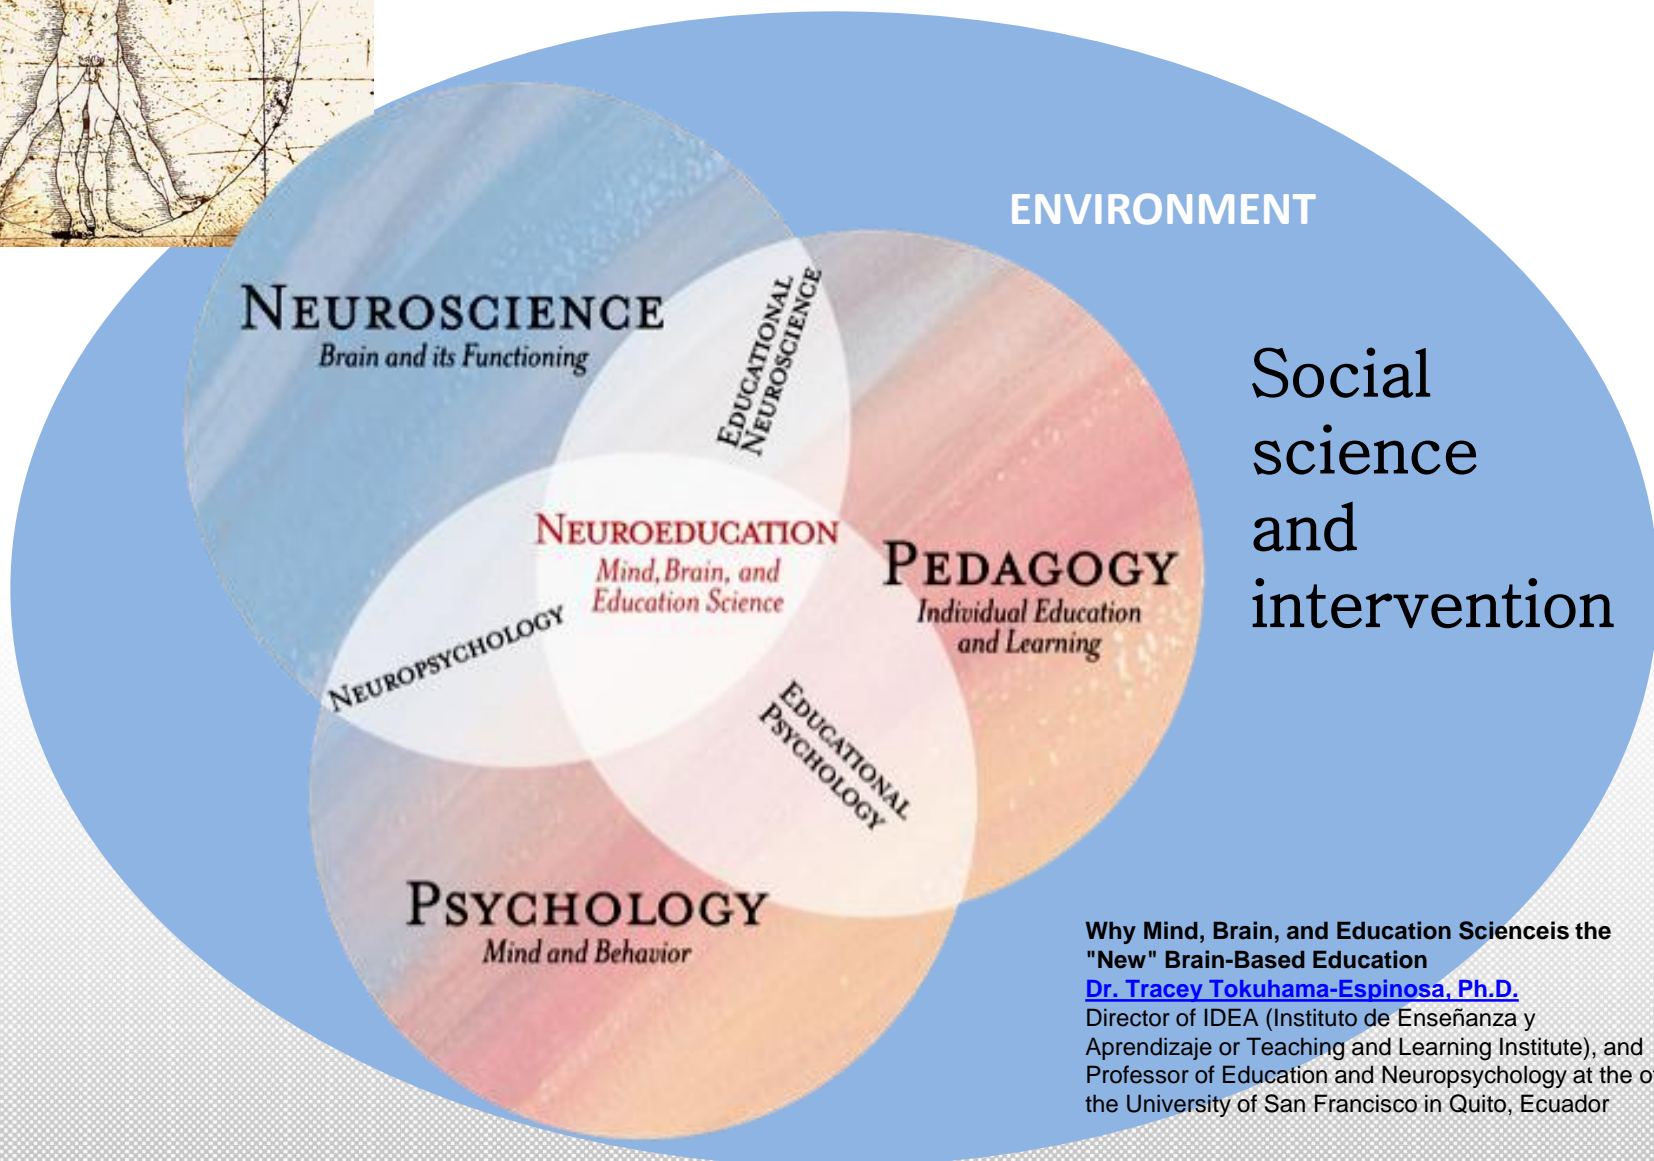 ENVIRONMENT
NEUROSCIENCE
Brain and its Functioning
EDUCATIONAL
NEUROSCIENCE
Social
science
and
intervention
NEUROEDUCATION
Mind, Brain, and
Education Science
PEDAGOGY
Individual Education
and Learning
NEUROPSYCHOLOGY
EDUCATIONAL
PSYCHOLOGY
PSYCHOLOGY
Mind and Behavior
Why Mind, Brain, and Education Scienceis the
"New" Brain-Based Education
Dr. Tracey Tokuhama-Espinosa, Ph.D.
Director of IDEA (Instituto de Enseñanza y
Aprendizaje or Teaching and Learning Institute), and
Professor of Education and Neuropsychology at the
the University of San Francisco in Quito, Ecuador